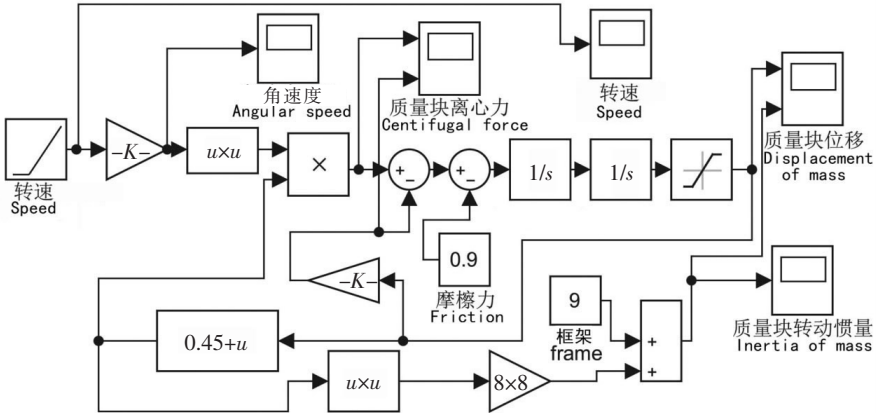 角速度
Angular speed
质量块离心力
Centifugal force
转速
Speed
质量块位移
Displacement
of mass
转速
Speed
-K-
u×u
×
+
-
+
-
1/s
1/s
0.9
摩檫力
Friction
-K-
9
框架
frame
+
+
质量块转动惯量
Inertia of mass
0.45+u
u×u
8×8